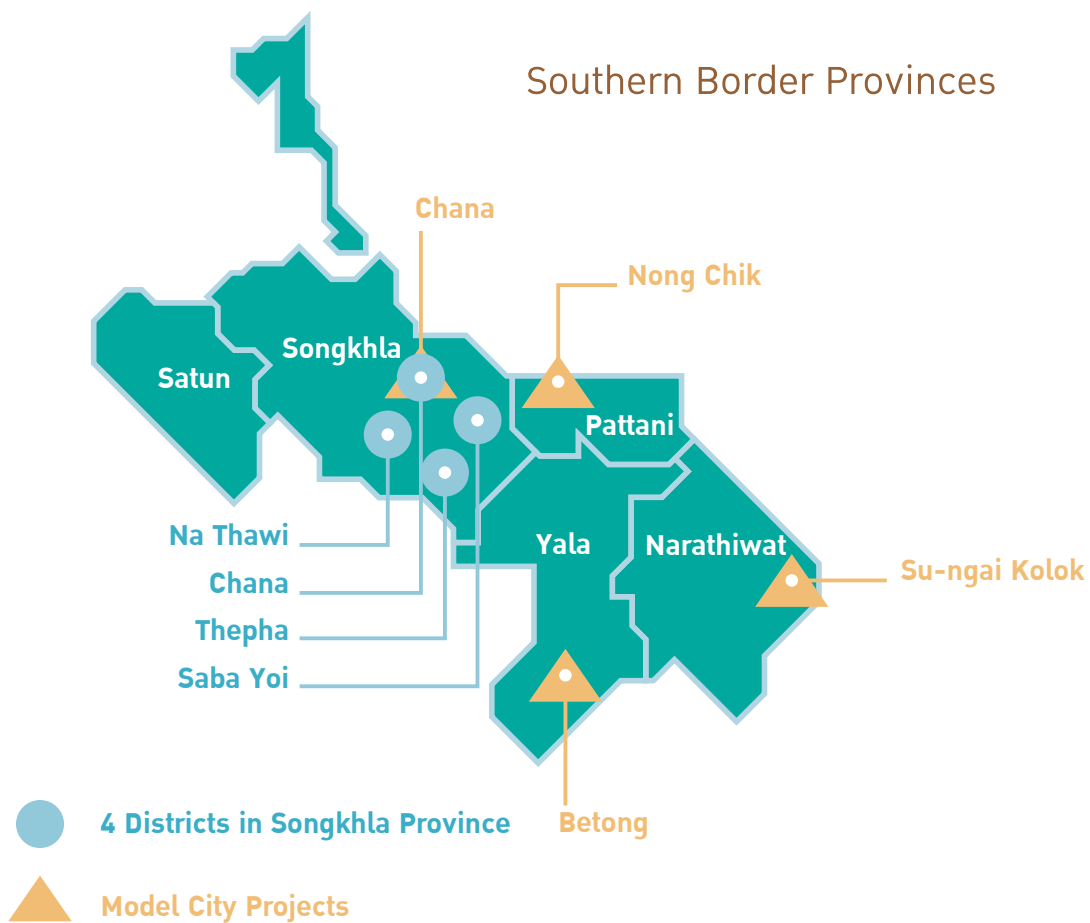 Southern Border Provinces
Chana
Nong Chik
Songkhla
Satun
Pattani
Na Thawi
Yala
Narathiwat
Su-ngai Kolok
Chana
Thepha
Saba Yoi
4 Districts in Songkhla Province
Betong
Model City Projects